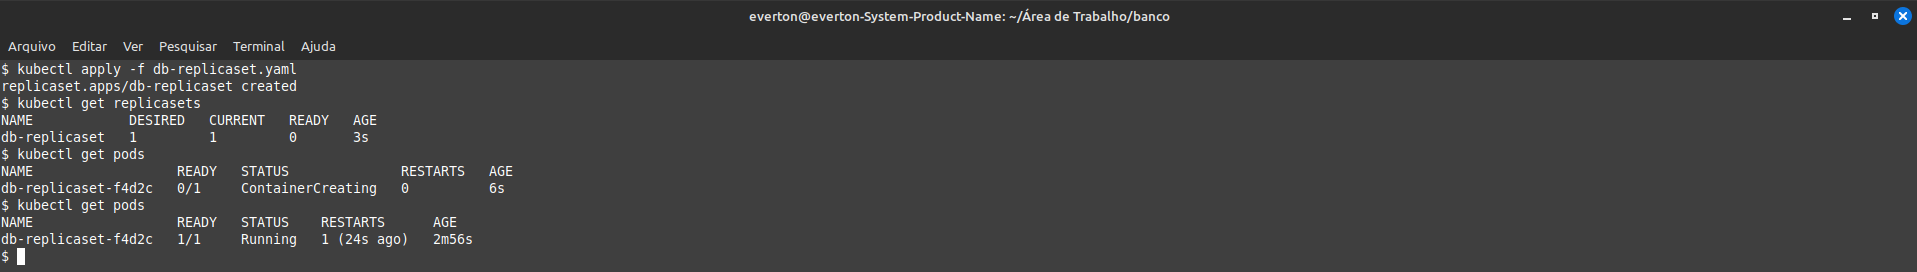 everton@everton-System-Product-Name: ~/Área de Trabalho/banco
Arquivo Editar Ver Pesquisar Terminal Ajuda
$ kubectl apply -f db-replicaset.yaml
replicaset.apps/db-replicaset created
$ kubectl get replicasets
NAME            DESIRED   CURRENT   READY   AGE
db-replicaset   1         1         0       3s
$ kubectl get pods
NAME                  READY   STATUS              RESTARTS   AGE
db-replicaset-f4d2c   0/1     ContainerCreating   0          6s
$ kubectl get pods
NAME                  READY   STATUS    RESTARTS      AGE
db-replicaset-f4d2c   1/1     Running   1 (24s ago)   2m56s
$